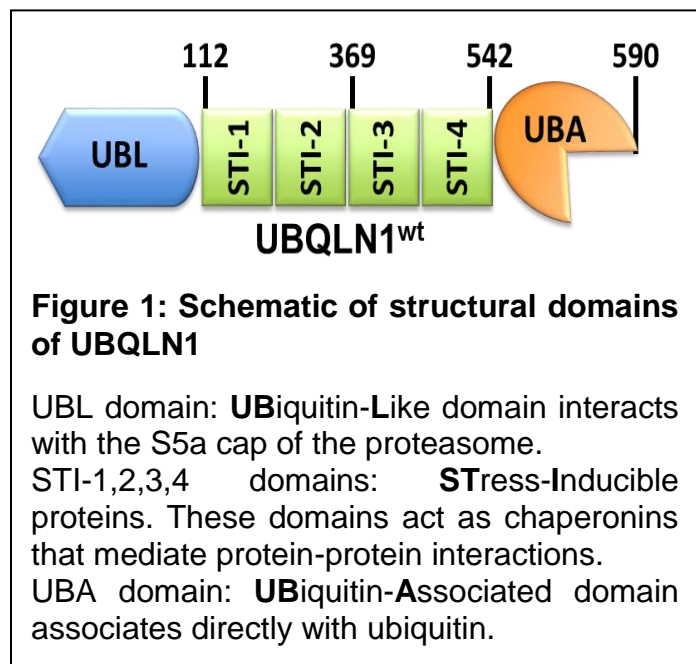 112 369 542 590
UBL STI-1 STI-2 STI-3 STI-4 UBA
UBQLN1wt
Figure 1: Schematic of structural domains
of UBQLN1
UBL domain: UBiquitin-Like domain interacts
with the S5a cap of the proteasome.
STI-1,2,3,4 domains: STress-Inducible
proteins. These domains act as chaperonins
that mediate protein-protein interactions.
UBA domain: UBiquitin-Associated domain
associates directly with ubiquitin.